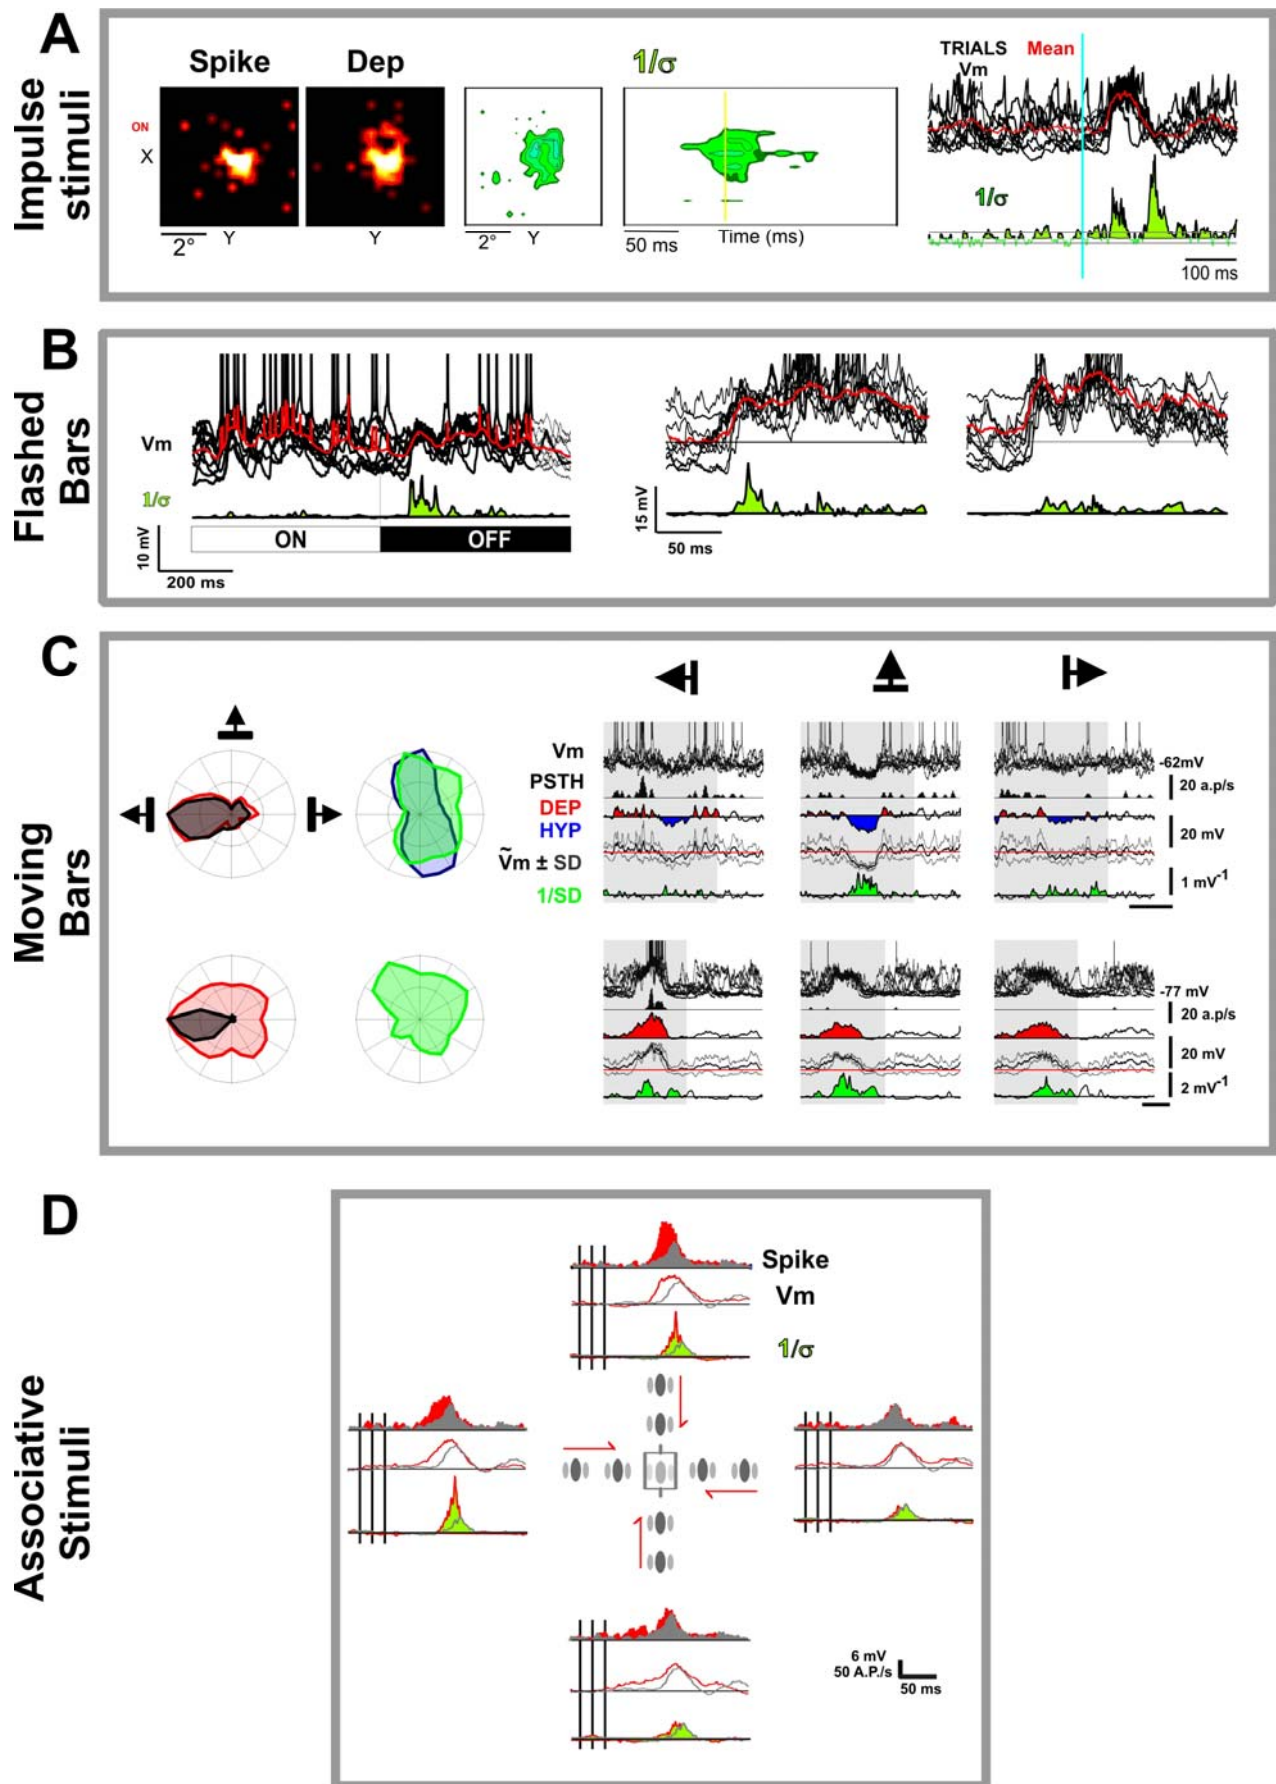 A
Impulse
stimuli
Spike
Dep
1/σ
TRIALS
Vm
Mean
ON
X
2°
Y
Y
2°
Y
50 ms
Time (ms)
1/σ
100 ms
B
Flashed
Bars
Vm
1/σ
ON
OFF
10 mV
200 ms
15 mV
50 ms
C
Moving
Bars
Vm
PSTH
DEP
HYP
Ṽm ± SD
1/SD
-62mV
20 a.p/s
20 mV
1 mV-1
-77 mV
20 a.p/s
20 mV
2 mV-1
D
Associative
Stimuli
Spike
Vm
1/σ
6 mV
50 A.P./s
50 ms